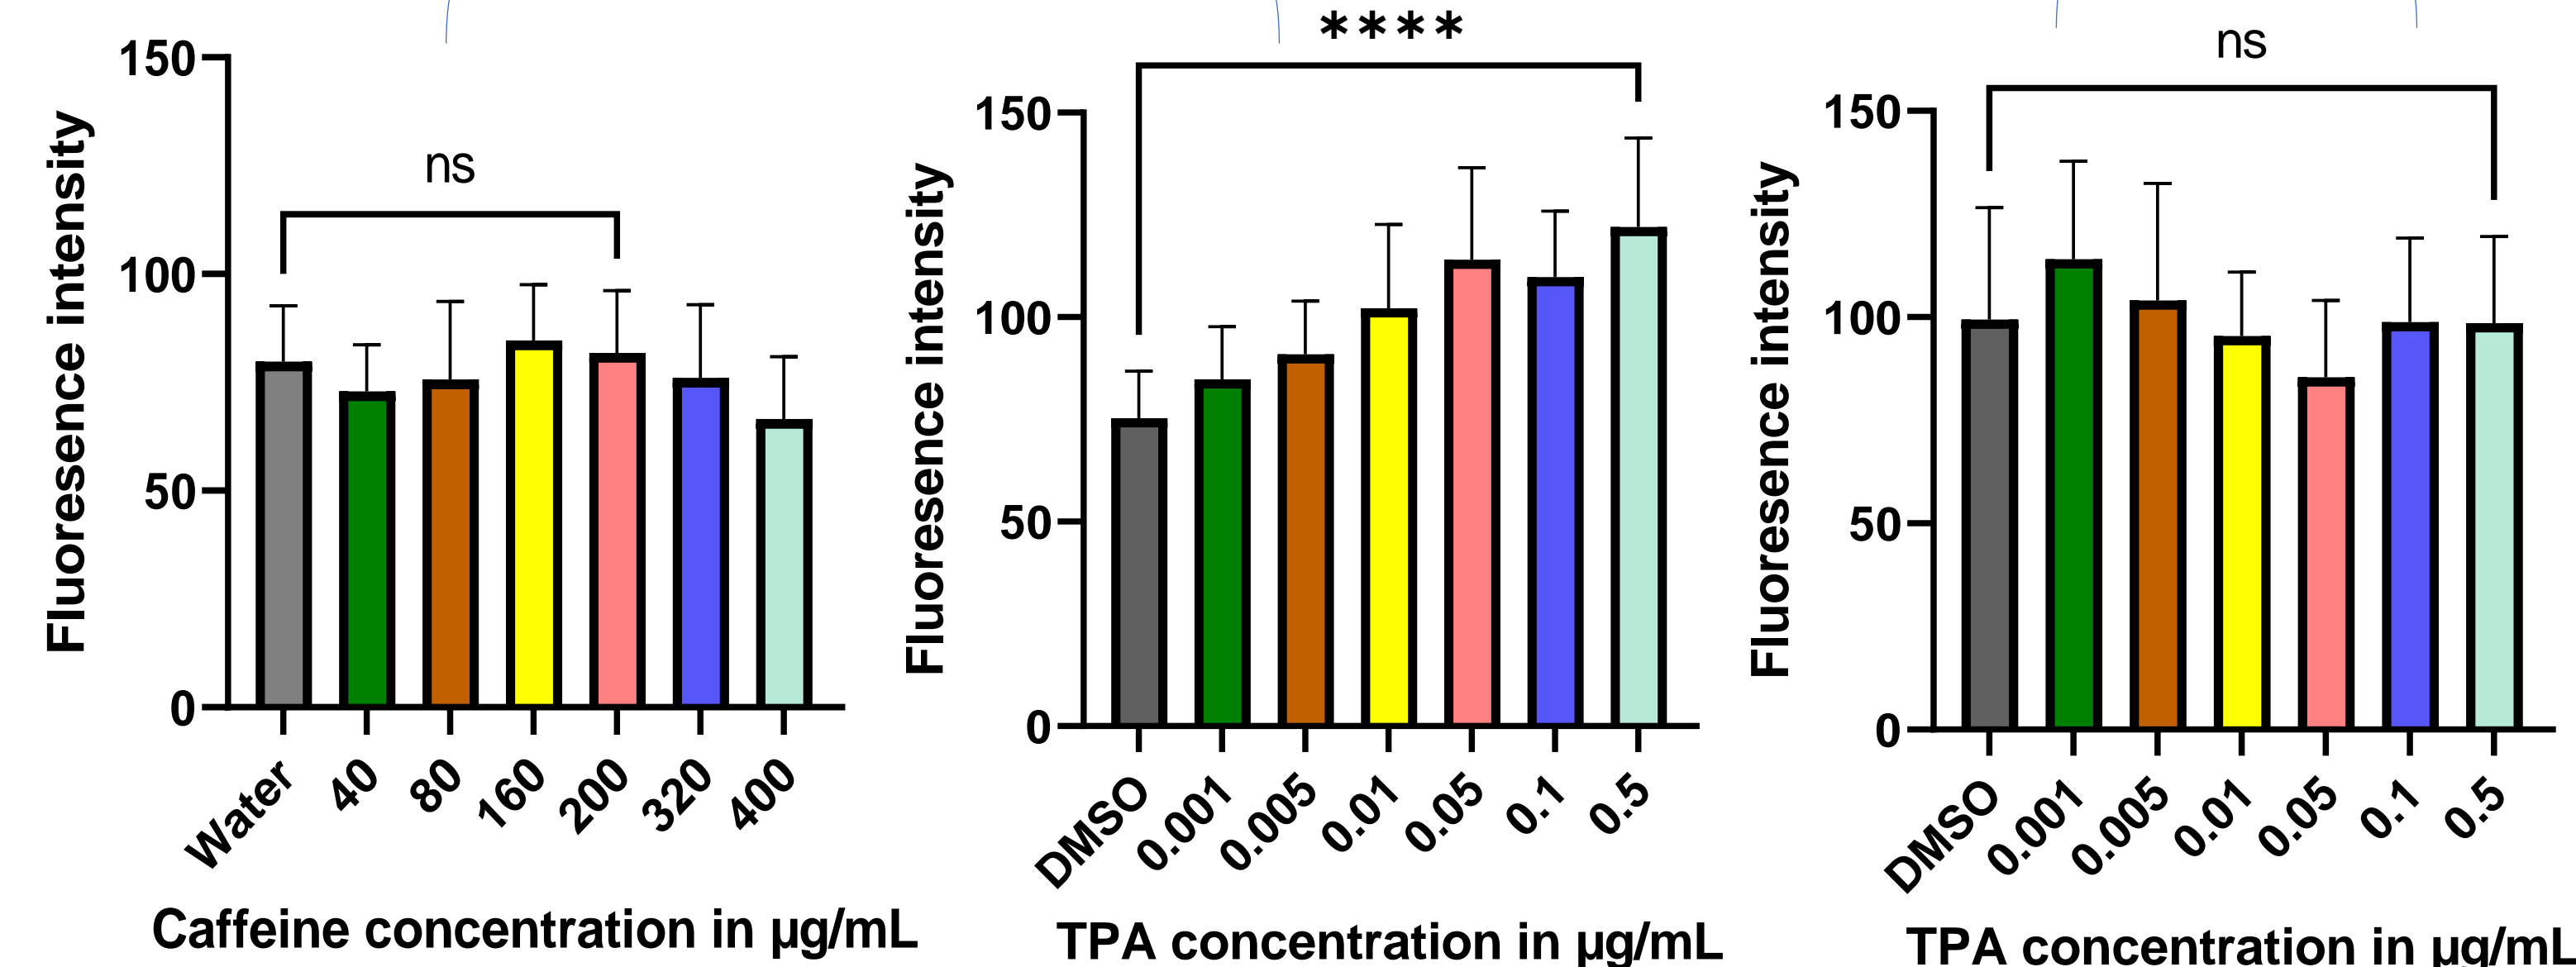 Fluoresence intensity
150
100
50
0
ns
Water
40
80
160
200
320
400
Caffeine concentration in µg/mL
Fluoresence intensity
150
100
50
0
****
DMSO
0.001
0.005
0.01
0.05
0.1
0.5
TPA concentration in µg/mL
Fluoresence intensity
150
100
50
0
ns
DMSO
0.001
0.005
0.01
0.05
0.1
0.5
TPA concentration in µg/mL